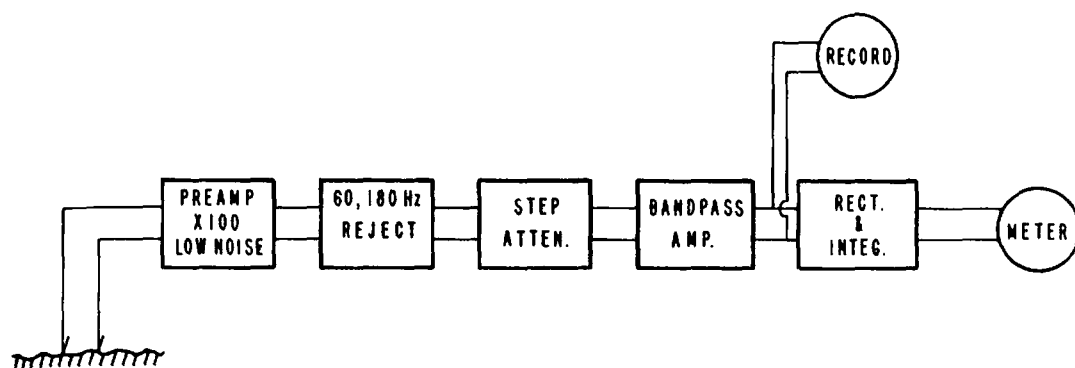 RECORD
PREAMP
X100
LOW NOISE
60, 180 Hz
REJECT
STEP
ATTEN.
BANDPASS
AMP.
RECT.
&
INTEG.
METER